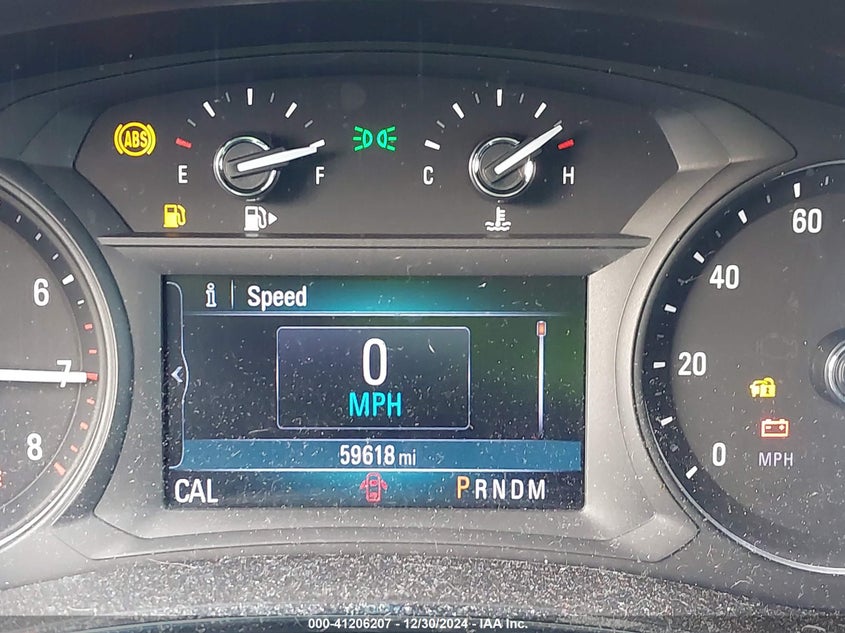 ABS
E F
C H
6
7
8
i Speed
0
MPH
59618 mi
CAL
PRNDM
60
40
20
0
MPH
000-41206207 - 12/30/2024 - IAA Inc.